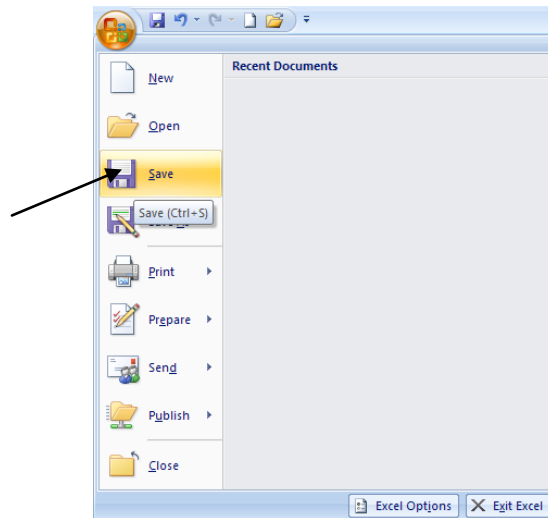 Recent Documents
New
Open
Save
Save (Ctrl+S)
Print
Prepare
Send
Publish
Close
Excel Options
Exit Excel